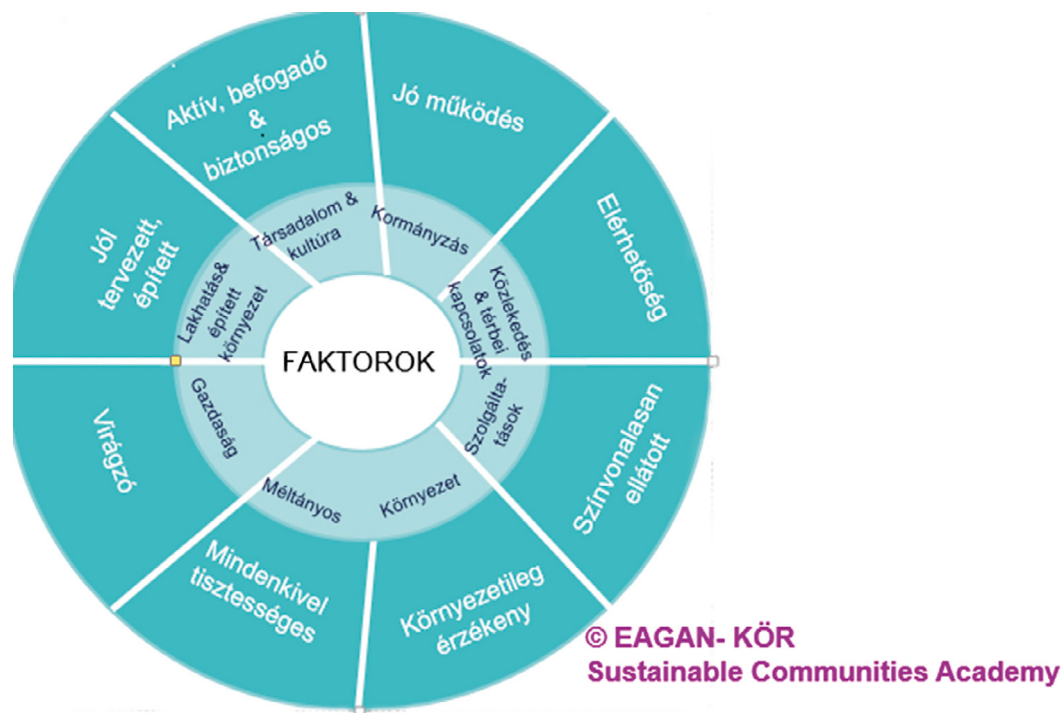 Aktív, befogadó
&
biztonságos
Jó működés
Elérhetőség
Színvonalasan
ellátott
Környezetileg
érzékeny
Mindenkivel
tisztességes
Virágzó
Jól
tervezett,
épített
Társadalom &
kultúra
Kormányzás
Közlekedés
& térbei
kapcsolatok
Szolgálta-
tások
Környezet
Méltányos
Gazdaság
Lakhatás&
épített
környezet
FAKTOROK
© EAGAN- KÖR
Sustainable Communities Academy